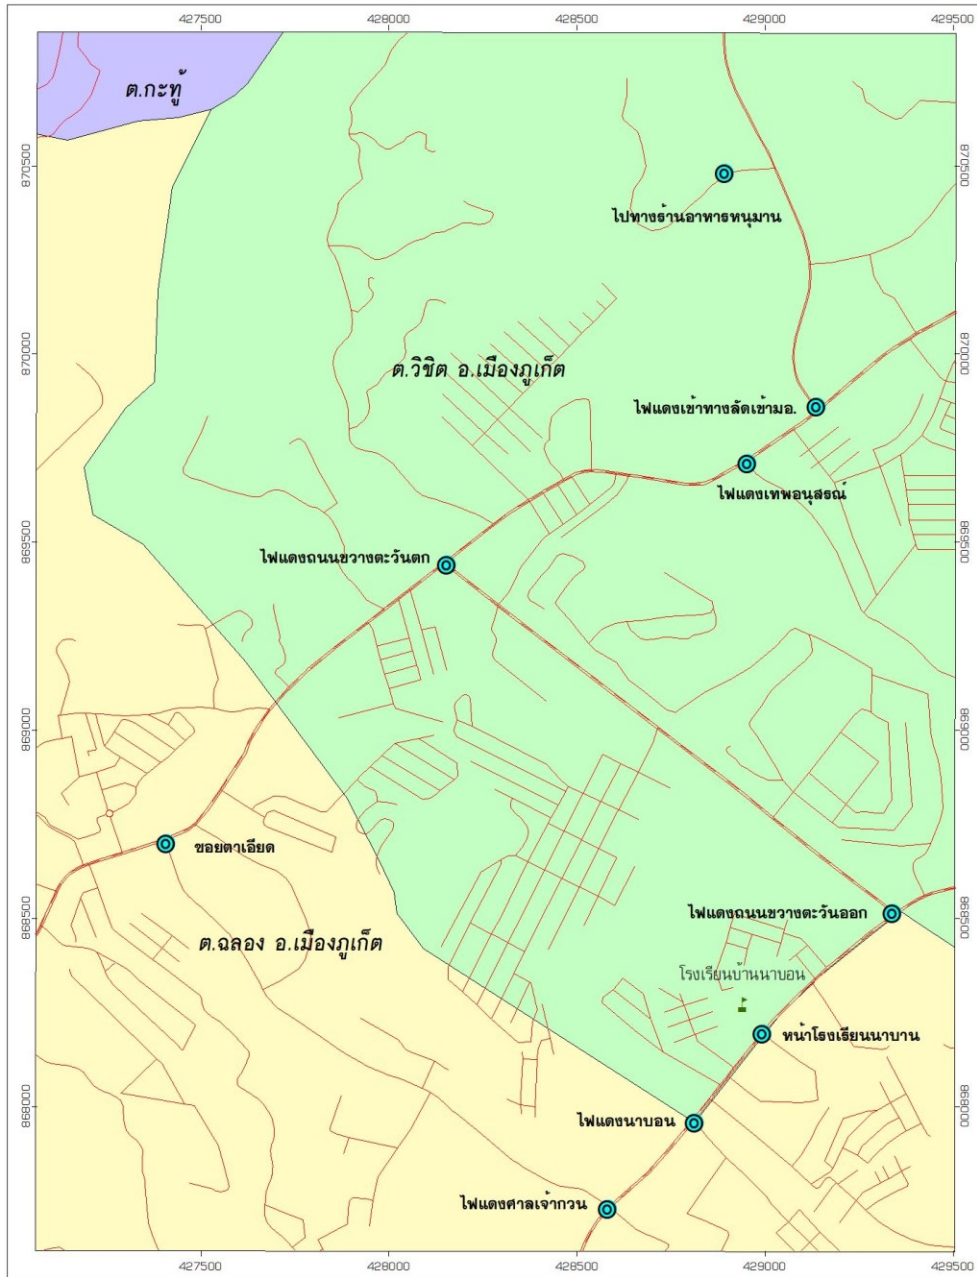 427500 428000 428500 429000 429500
ต.กะทู้
870500 870500
ไปทางร้านอาหารหนุมาน
870000 870000
ต.วิชิต อ.เมืองภูเก็ต
ไฟแดงเข้าทางลัดเข้ามอ.
ไฟแดงเทพอนุสรณ์
869500 869500
ไฟแดงถนนขวางตะวันตก
869000 869000
ซอยตาเอียด
868500 868500
ไฟแดงถนนขวางตะวันออก
ต.ฉลอง อ.เมืองภูเก็ต
โรงเรียนบ้านนาบอน
หน้าโรงเรียนนาบาน
868000 868000
ไฟแดงนาบอน
ไฟแดงศาลเจ้ากวน
427500 428000 428500 429000 429500